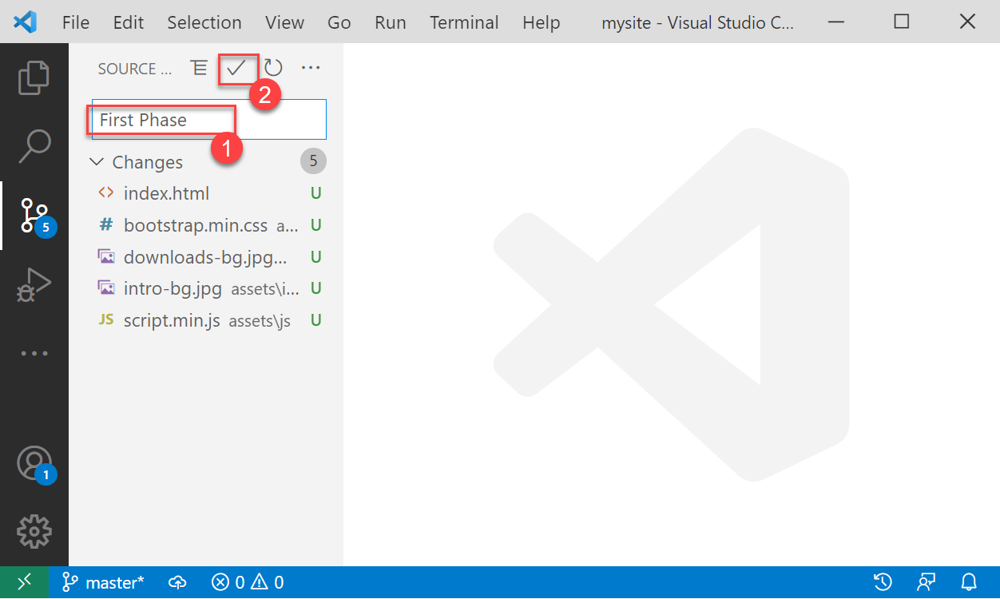 File Edit Selection View Go Run Terminal Help mysite - Visual Studio C...
SOURCE ...
2
First Phase
1
Changes 5
index.html U
# bootstrap.min.css a... U
downloads-bg.jpg... U
intro-bg.jpg assets\i... U
JS script.min.js assets\js U
5
1
master* 0 0